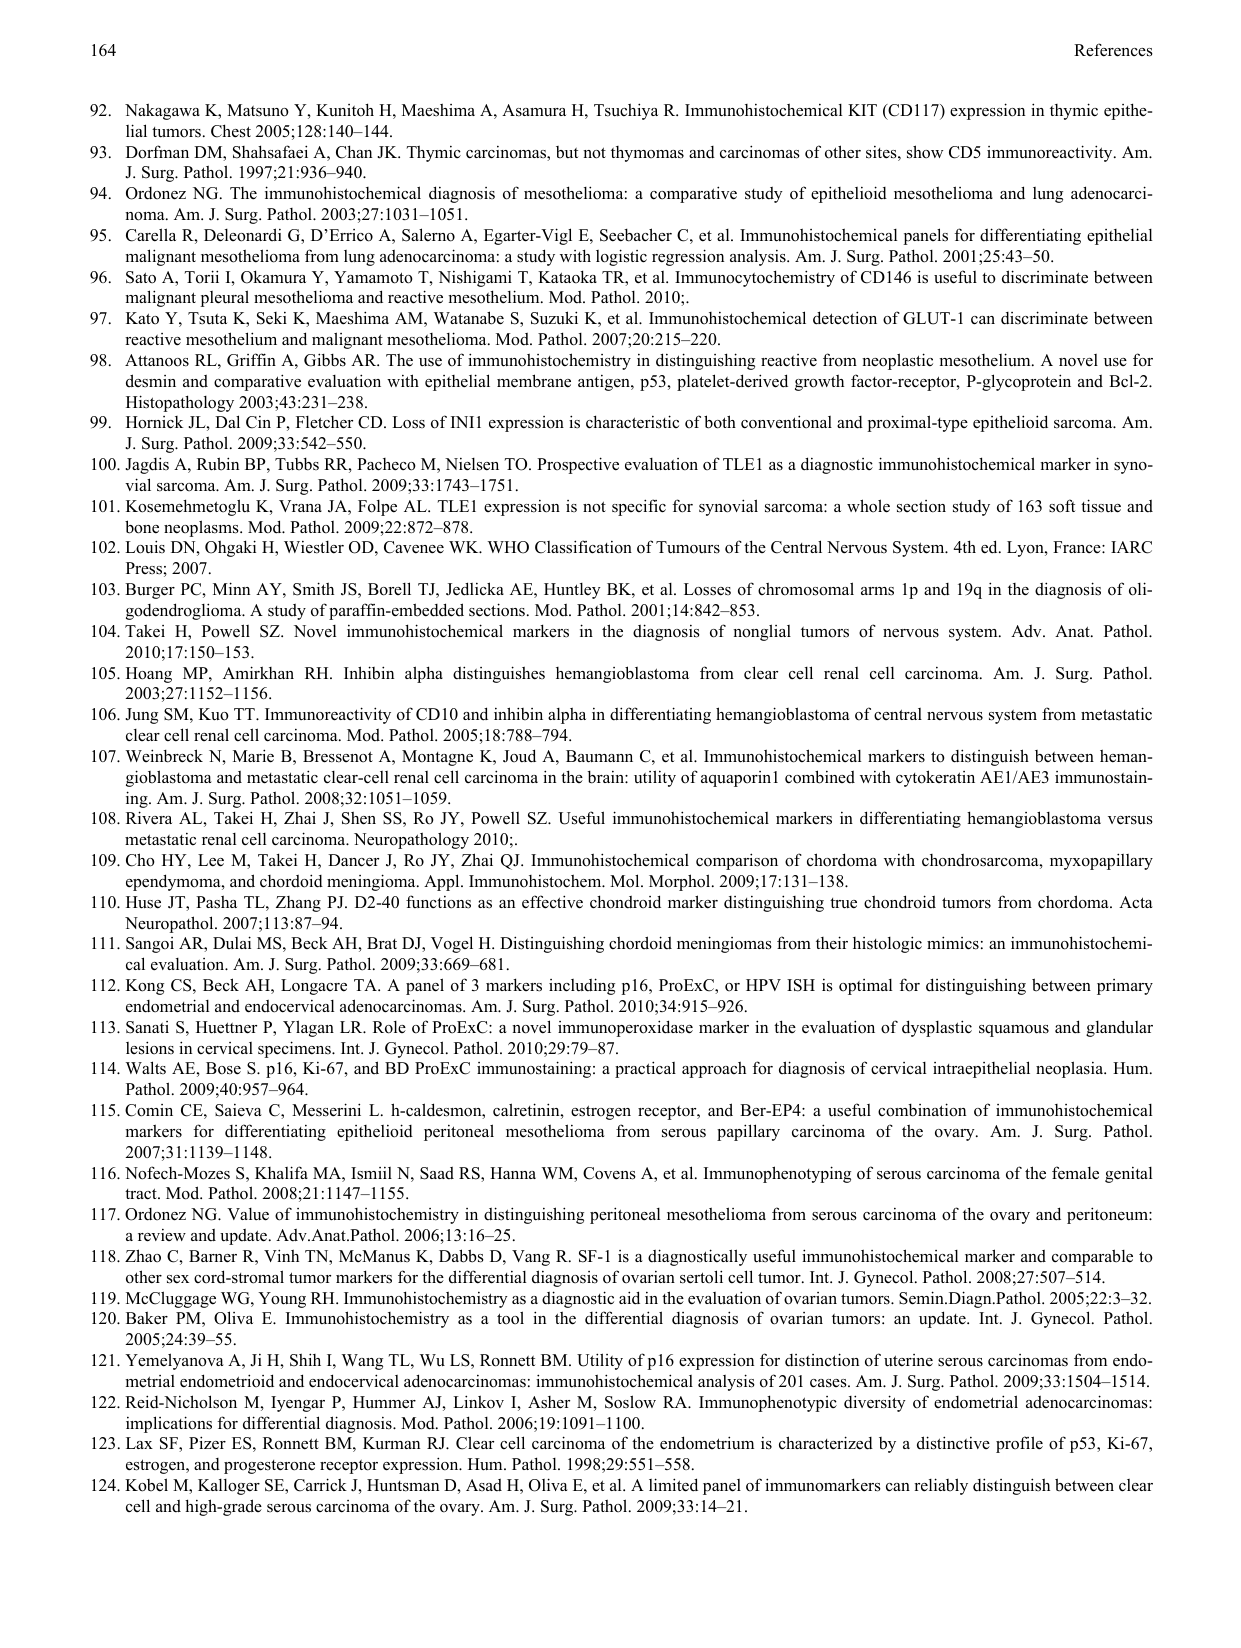 164
References
92. Nakagawa K, Matsuno Y, Kunitoh H, Maeshima A, Asamura H, Tsuchiya R. Immunohistochemical KIT (CD117) expression in thymic epithe-
lial tumors. Chest 2005;128:140–144.
93. Dorfman DM, Shahsafaei A, Chan JK. Thymic carcinomas, but not thymomas and carcinomas of other sites, show CD5 immunoreactivity. Am.
J. Surg. Pathol. 1997;21:936–940.
94. Ordonez NG. The immunohistochemical diagnosis of mesothelioma: a comparative study of epithelioid mesothelioma and lung adenocarci-
noma. Am. J. Surg. Pathol. 2003;27:1031–1051.
95. Carella R, Deleonardi G, D’Errico A, Salerno A, Egarter-Vigl E, Seebacher C, et al. Immunohistochemical panels for differentiating epithelial
malignant mesothelioma from lung adenocarcinoma: a study with logistic regression analysis. Am. J. Surg. Pathol. 2001;25:43–50.
96. Sato A, Torii I, Okamura Y, Yamamoto T, Nishigami T, Kataoka TR, et al. Immunocytochemistry of CD146 is useful to discriminate between
malignant pleural mesothelioma and reactive mesothelium. Mod. Pathol. 2010;.
97. Kato Y, Tsuta K, Seki K, Maeshima AM, Watanabe S, Suzuki K, et al. Immunohistochemical detection of GLUT-1 can discriminate between
reactive mesothelium and malignant mesothelioma. Mod. Pathol. 2007;20:215–220.
98. Attanoos RL, Griffin A, Gibbs AR. The use of immunohistochemistry in distinguishing reactive from neoplastic mesothelium. A novel use for
desmin and comparative evaluation with epithelial membrane antigen, p53, platelet-derived growth factor-receptor, P-glycoprotein and Bcl-2.
Histopathology 2003;43:231–238.
99. Hornick JL, Dal Cin P, Fletcher CD. Loss of INI1 expression is characteristic of both conventional and proximal-type epithelioid sarcoma. Am.
J. Surg. Pathol. 2009;33:542–550.
100. Jagdis A, Rubin BP, Tubbs RR, Pacheco M, Nielsen TO. Prospective evaluation of TLE1 as a diagnostic immunohistochemical marker in syno-
vial sarcoma. Am. J. Surg. Pathol. 2009;33:1743–1751.
101. Kosemehmetoglu K, Vrana JA, Folpe AL. TLE1 expression is not specific for synovial sarcoma: a whole section study of 163 soft tissue and
bone neoplasms. Mod. Pathol. 2009;22:872–878.
102. Louis DN, Ohgaki H, Wiestler OD, Cavenee WK. WHO Classification of Tumours of the Central Nervous System. 4th ed. Lyon, France: IARC
Press; 2007.
103. Burger PC, Minn AY, Smith JS, Borell TJ, Jedlicka AE, Huntley BK, et al. Losses of chromosomal arms 1p and 19q in the diagnosis of oli-
godendroglioma. A study of paraffin-embedded sections. Mod. Pathol. 2001;14:842–853.
104. Takei H, Powell SZ. Novel immunohistochemical markers in the diagnosis of nonglial tumors of nervous system. Adv. Anat. Pathol.
2010;17:150–153.
105. Hoang MP, Amirkhan RH. Inhibin alpha distinguishes hemangioblastoma from clear cell renal cell carcinoma. Am. J. Surg. Pathol.
2003;27:1152–1156.
106. Jung SM, Kuo TT. Immunoreactivity of CD10 and inhibin alpha in differentiating hemangioblastoma of central nervous system from metastatic
clear cell renal cell carcinoma. Mod. Pathol. 2005;18:788–794.
107. Weinbreck N, Marie B, Bressenot A, Montagne K, Joud A, Baumann C, et al. Immunohistochemical markers to distinguish between heman-
gioblastoma and metastatic clear-cell renal cell carcinoma in the brain: utility of aquaporin1 combined with cytokeratin AE1/AE3 immunostain-
ing. Am. J. Surg. Pathol. 2008;32:1051–1059.
108. Rivera AL, Takei H, Zhai J, Shen SS, Ro JY, Powell SZ. Useful immunohistochemical markers in differentiating hemangioblastoma versus
metastatic renal cell carcinoma. Neuropathology 2010;.
109. Cho HY, Lee M, Takei H, Dancer J, Ro JY, Zhai QJ. Immunohistochemical comparison of chordoma with chondrosarcoma, myxopapillary
ependymoma, and chordoid meningioma. Appl. Immunohistochem. Mol. Morphol. 2009;17:131–138.
110. Huse JT, Pasha TL, Zhang PJ. D2-40 functions as an effective chondroid marker distinguishing true chondroid tumors from chordoma. Acta
Neuropathol. 2007;113:87–94.
111. Sangoi AR, Dulai MS, Beck AH, Brat DJ, Vogel H. Distinguishing chordoid meningiomas from their histologic mimics: an immunohistochemi-
cal evaluation. Am. J. Surg. Pathol. 2009;33:669–681.
112. Kong CS, Beck AH, Longacre TA. A panel of 3 markers including p16, ProExC, or HPV ISH is optimal for distinguishing between primary
endometrial and endocervical adenocarcinomas. Am. J. Surg. Pathol. 2010;34:915–926.
113. Sanati S, Huettner P, Ylagan LR. Role of ProExC: a novel immunoperoxidase marker in the evaluation of dysplastic squamous and glandular
lesions in cervical specimens. Int. J. Gynecol. Pathol. 2010;29:79–87.
114. Walts AE, Bose S. p16, Ki-67, and BD ProExC immunostaining: a practical approach for diagnosis of cervical intraepithelial neoplasia. Hum.
Pathol. 2009;40:957–964.
115. Comin CE, Saieva C, Messerini L. h-caldesmon, calretinin, estrogen receptor, and Ber-EP4: a useful combination of immunohistochemical
markers for differentiating epithelioid peritoneal mesothelioma from serous papillary carcinoma of the ovary. Am. J. Surg. Pathol.
2007;31:1139–1148.
116. Nofech-Mozes S, Khalifa MA, Ismiil N, Saad RS, Hanna WM, Covens A, et al. Immunophenotyping of serous carcinoma of the female genital
tract. Mod. Pathol. 2008;21:1147–1155.
117. Ordonez NG. Value of immunohistochemistry in distinguishing peritoneal mesothelioma from serous carcinoma of the ovary and peritoneum:
a review and update. Adv.Anat.Pathol. 2006;13:16–25.
118. Zhao C, Barner R, Vinh TN, McManus K, Dabbs D, Vang R. SF-1 is a diagnostically useful immunohistochemical marker and comparable to
other sex cord-stromal tumor markers for the differential diagnosis of ovarian sertoli cell tumor. Int. J. Gynecol. Pathol. 2008;27:507–514.
119. McCluggage WG, Young RH. Immunohistochemistry as a diagnostic aid in the evaluation of ovarian tumors. Semin.Diagn.Pathol. 2005;22:3–32.
120. Baker PM, Oliva E. Immunohistochemistry as a tool in the differential diagnosis of ovarian tumors: an update. Int. J. Gynecol. Pathol.
2005;24:39–55.
121. Yemelyanova A, Ji H, Shih I, Wang TL, Wu LS, Ronnett BM. Utility of p16 expression for distinction of uterine serous carcinomas from endo-
metrial endometrioid and endocervical adenocarcinomas: immunohistochemical analysis of 201 cases. Am. J. Surg. Pathol. 2009;33:1504–1514.
122. Reid-Nicholson M, Iyengar P, Hummer AJ, Linkov I, Asher M, Soslow RA. Immunophenotypic diversity of endometrial adenocarcinomas:
implications for differential diagnosis. Mod. Pathol. 2006;19:1091–1100.
123. Lax SF, Pizer ES, Ronnett BM, Kurman RJ. Clear cell carcinoma of the endometrium is characterized by a distinctive profile of p53, Ki-67,
estrogen, and progesterone receptor expression. Hum. Pathol. 1998;29:551–558.
124. Kobel M, Kalloger SE, Carrick J, Huntsman D, Asad H, Oliva E, et al. A limited panel of immunomarkers can reliably distinguish between clear
cell and high-grade serous carcinoma of the ovary. Am. J. Surg. Pathol. 2009;33:14–21.